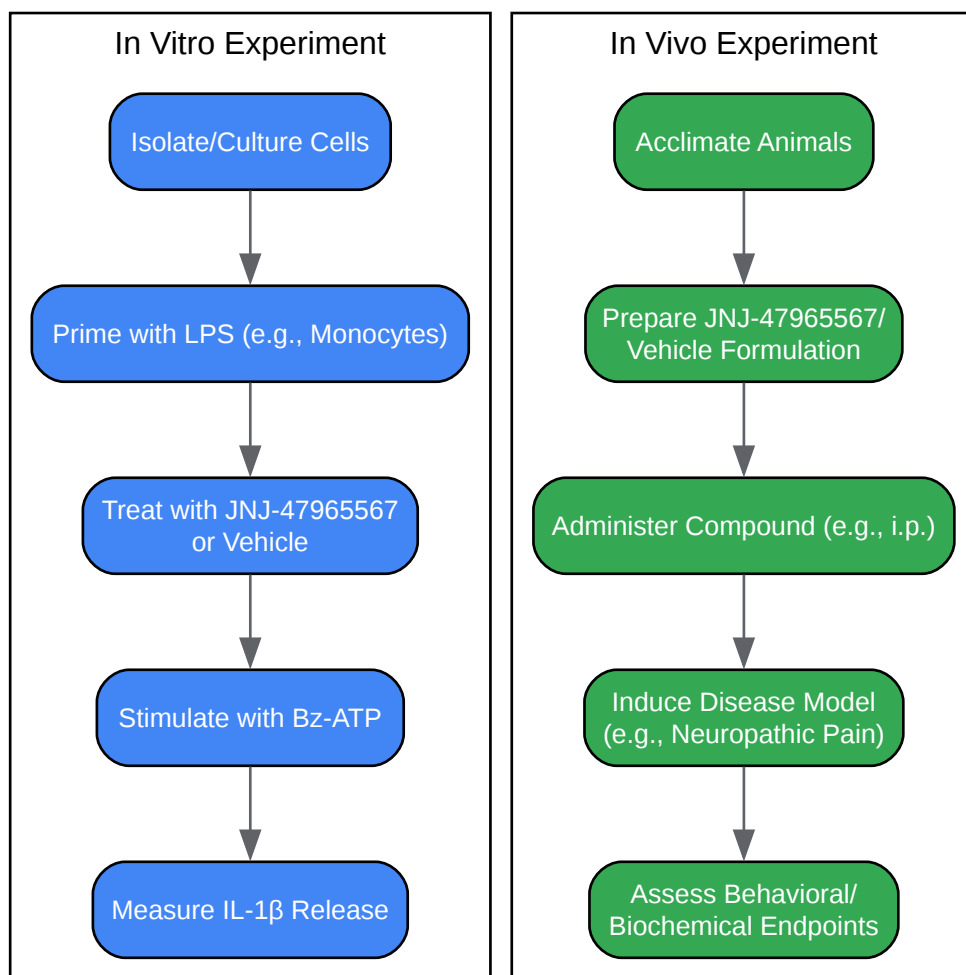 In Vitro Experiment
Isolate/Culture Cells
Prime with LPS (e.g., Monocytes)
Treat with JNJ-47965567
or Vehicle
Stimulate with Bz-ATP
Measure IL-1β Release
In Vivo Experiment
Acclimate Animals
Prepare JNJ-47965567/
Vehicle Formulation
Administer Compound (e.g., i.p.)
Induce Disease Model
(e.g., Neuropathic Pain)
Assess Behavioral/
Biochemical Endpoints